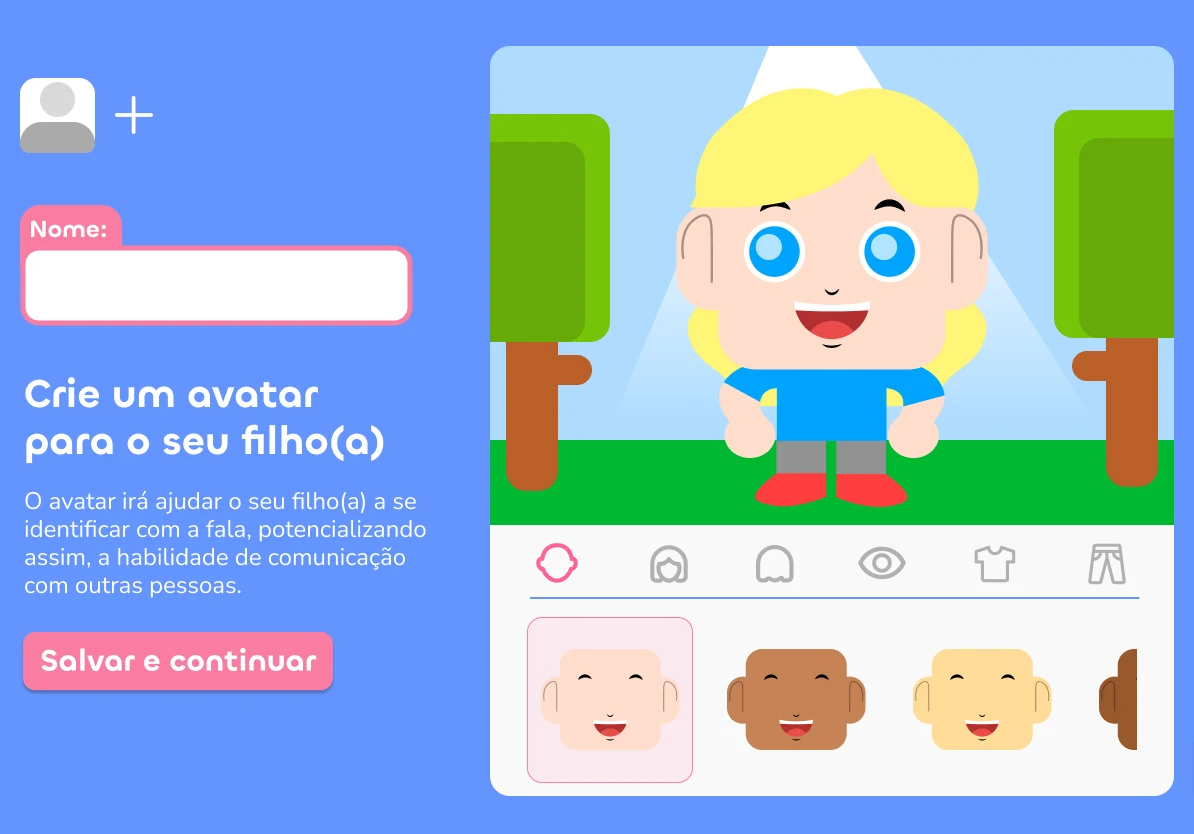 Nome:
Crie um avatar
para o seu filho(a)
O avatar irá ajudar o seu filho(a) a se
identificar com a fala, potencializando
assim, a habilidade de comunicação
com outras pessoas.
Salvar e continuar